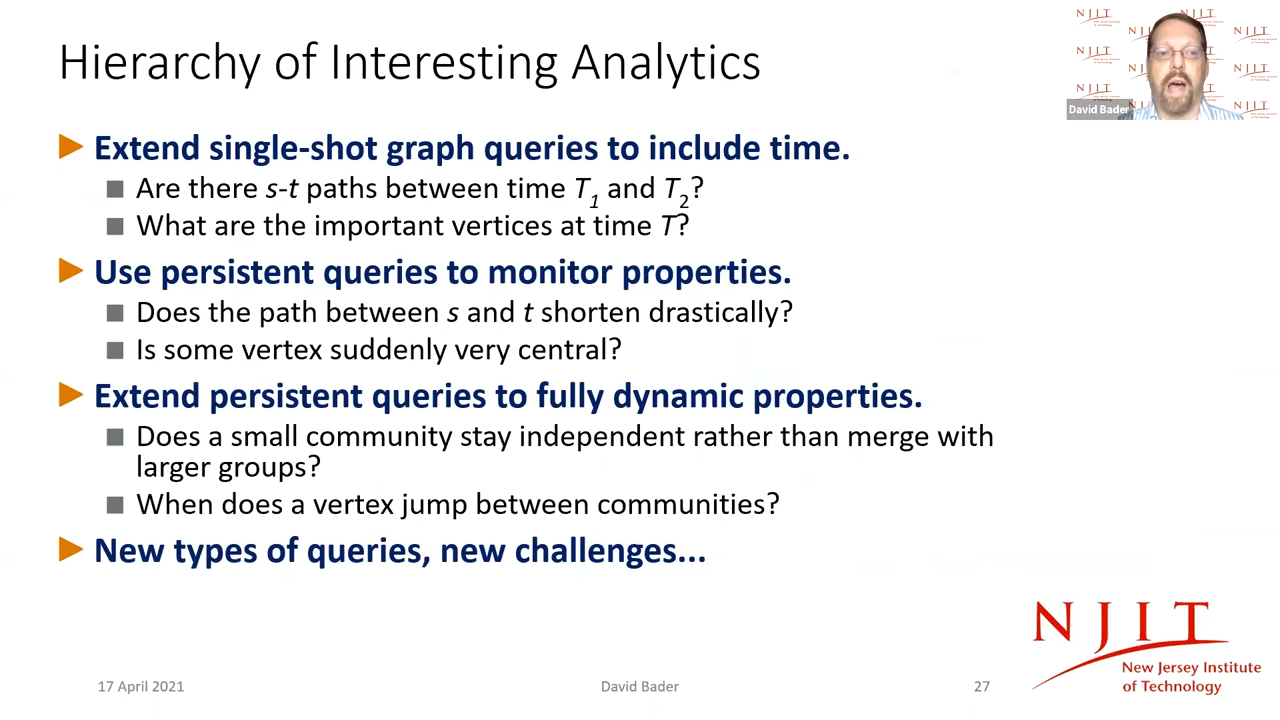 Hierarchy of Interesting Analytics
Extend single-shot graph queries to include time.
Are there s-t paths between time T1 and T2?
What are the important vertices at time T?
Use persistent queries to monitor properties.
Does the path between s and t shorten drastically?
Is some vertex suddenly very central?
Extend persistent queries to fully dynamic properties.
Does a small community stay independent rather than merge with
larger groups?
When does a vertex jump between communities?
New types of queries, new challenges...
17 April 2021
David Bader
27
NJIT
New Jersey Institute
of Technology
David Bader
NJIT
NJIT
NJIT
NJIT